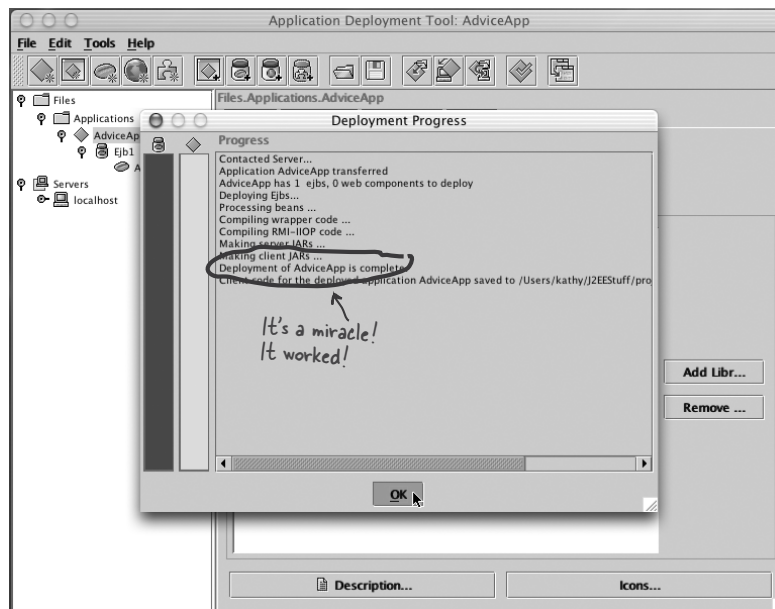 Application Deployment Tool: AdviceApp
File Edit Tools Help
Files
Applications
AdviceAp
Ejb1
A
Servers
localhost
Files.Applications.AdviceApp
Deployment Progress
Progress
Contacted Server...
Application AdviceApp transferred
AdviceApp has 1 ejbs, 0 web components to deploy
Deploying Ejbs...
Processing beans ...
Compiling wrapper code ...
Compiling RMI-IIOP code ...
Making server JARs ...
Making client JARs ...
Deployment of AdviceApp is complete
Client code for the deployed application AdviceApp saved to /Users/kathy/J2EEStuff/pro
It's a miracle!
It worked!
OK
Add Libr...
Remove ...
Description...
Icons...